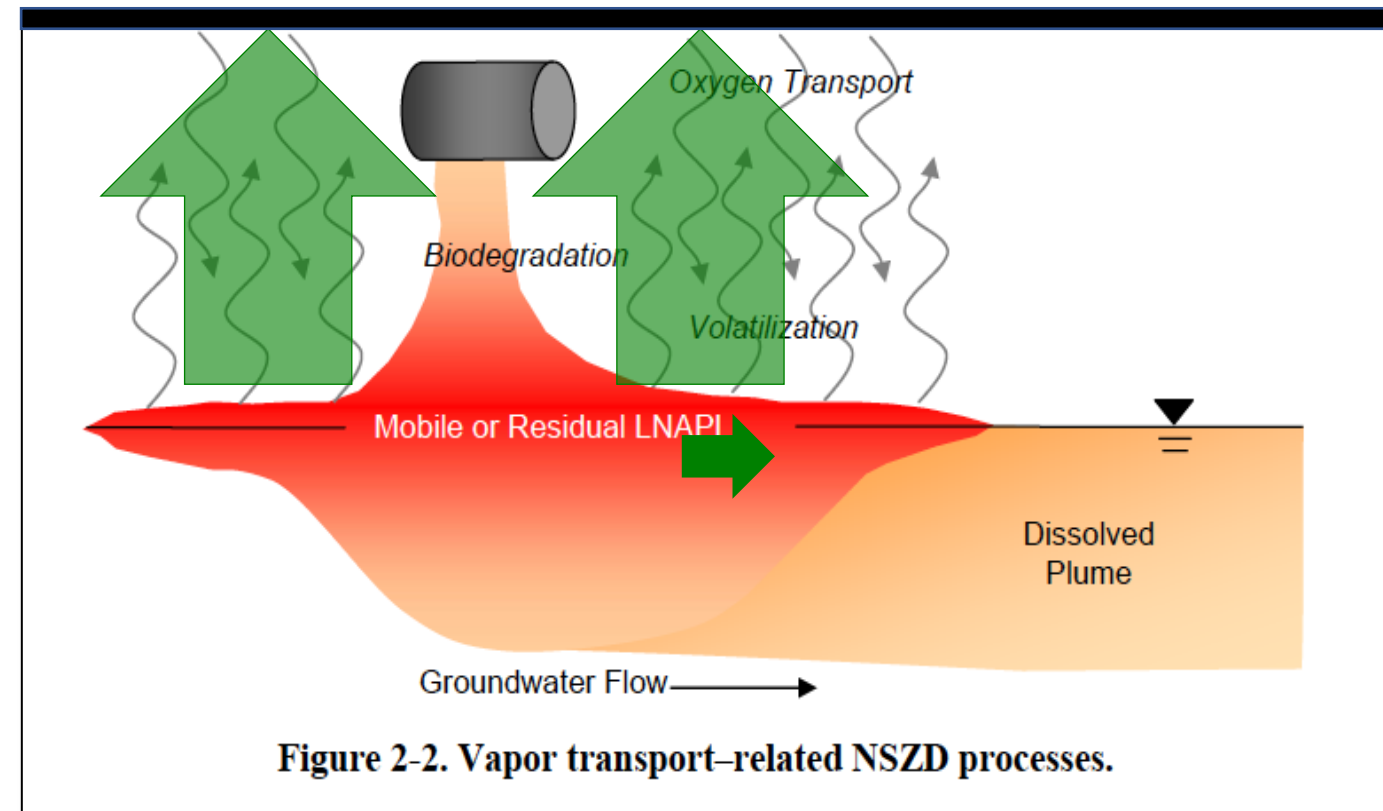 Oxygen Transport
Biodegradation
Volatilization
Mobile or Residual LNAPL
Dissolved
Plume
Groundwater Flow
Figure 2-2. Vapor transport–related NSZD processes.